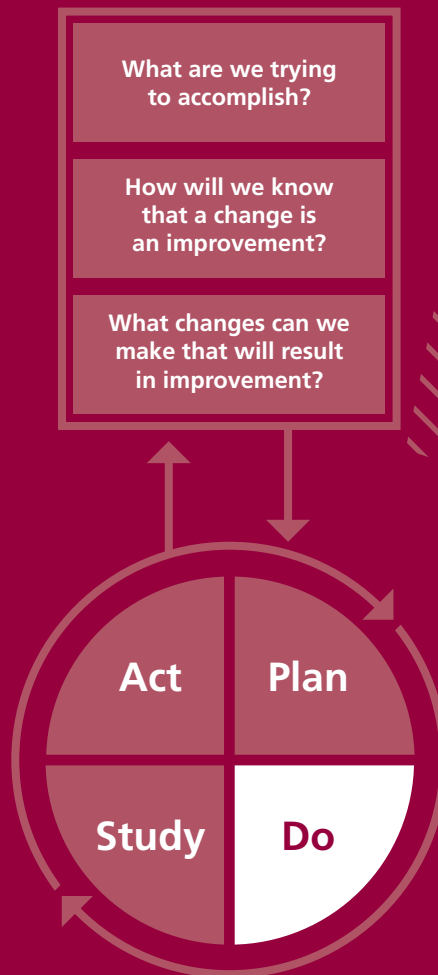 What are we trying
to accomplish?
How will we know
that a change is
an improvement?
What changes can we
make that will result
in improvement?
Act
Plan
Study
Do